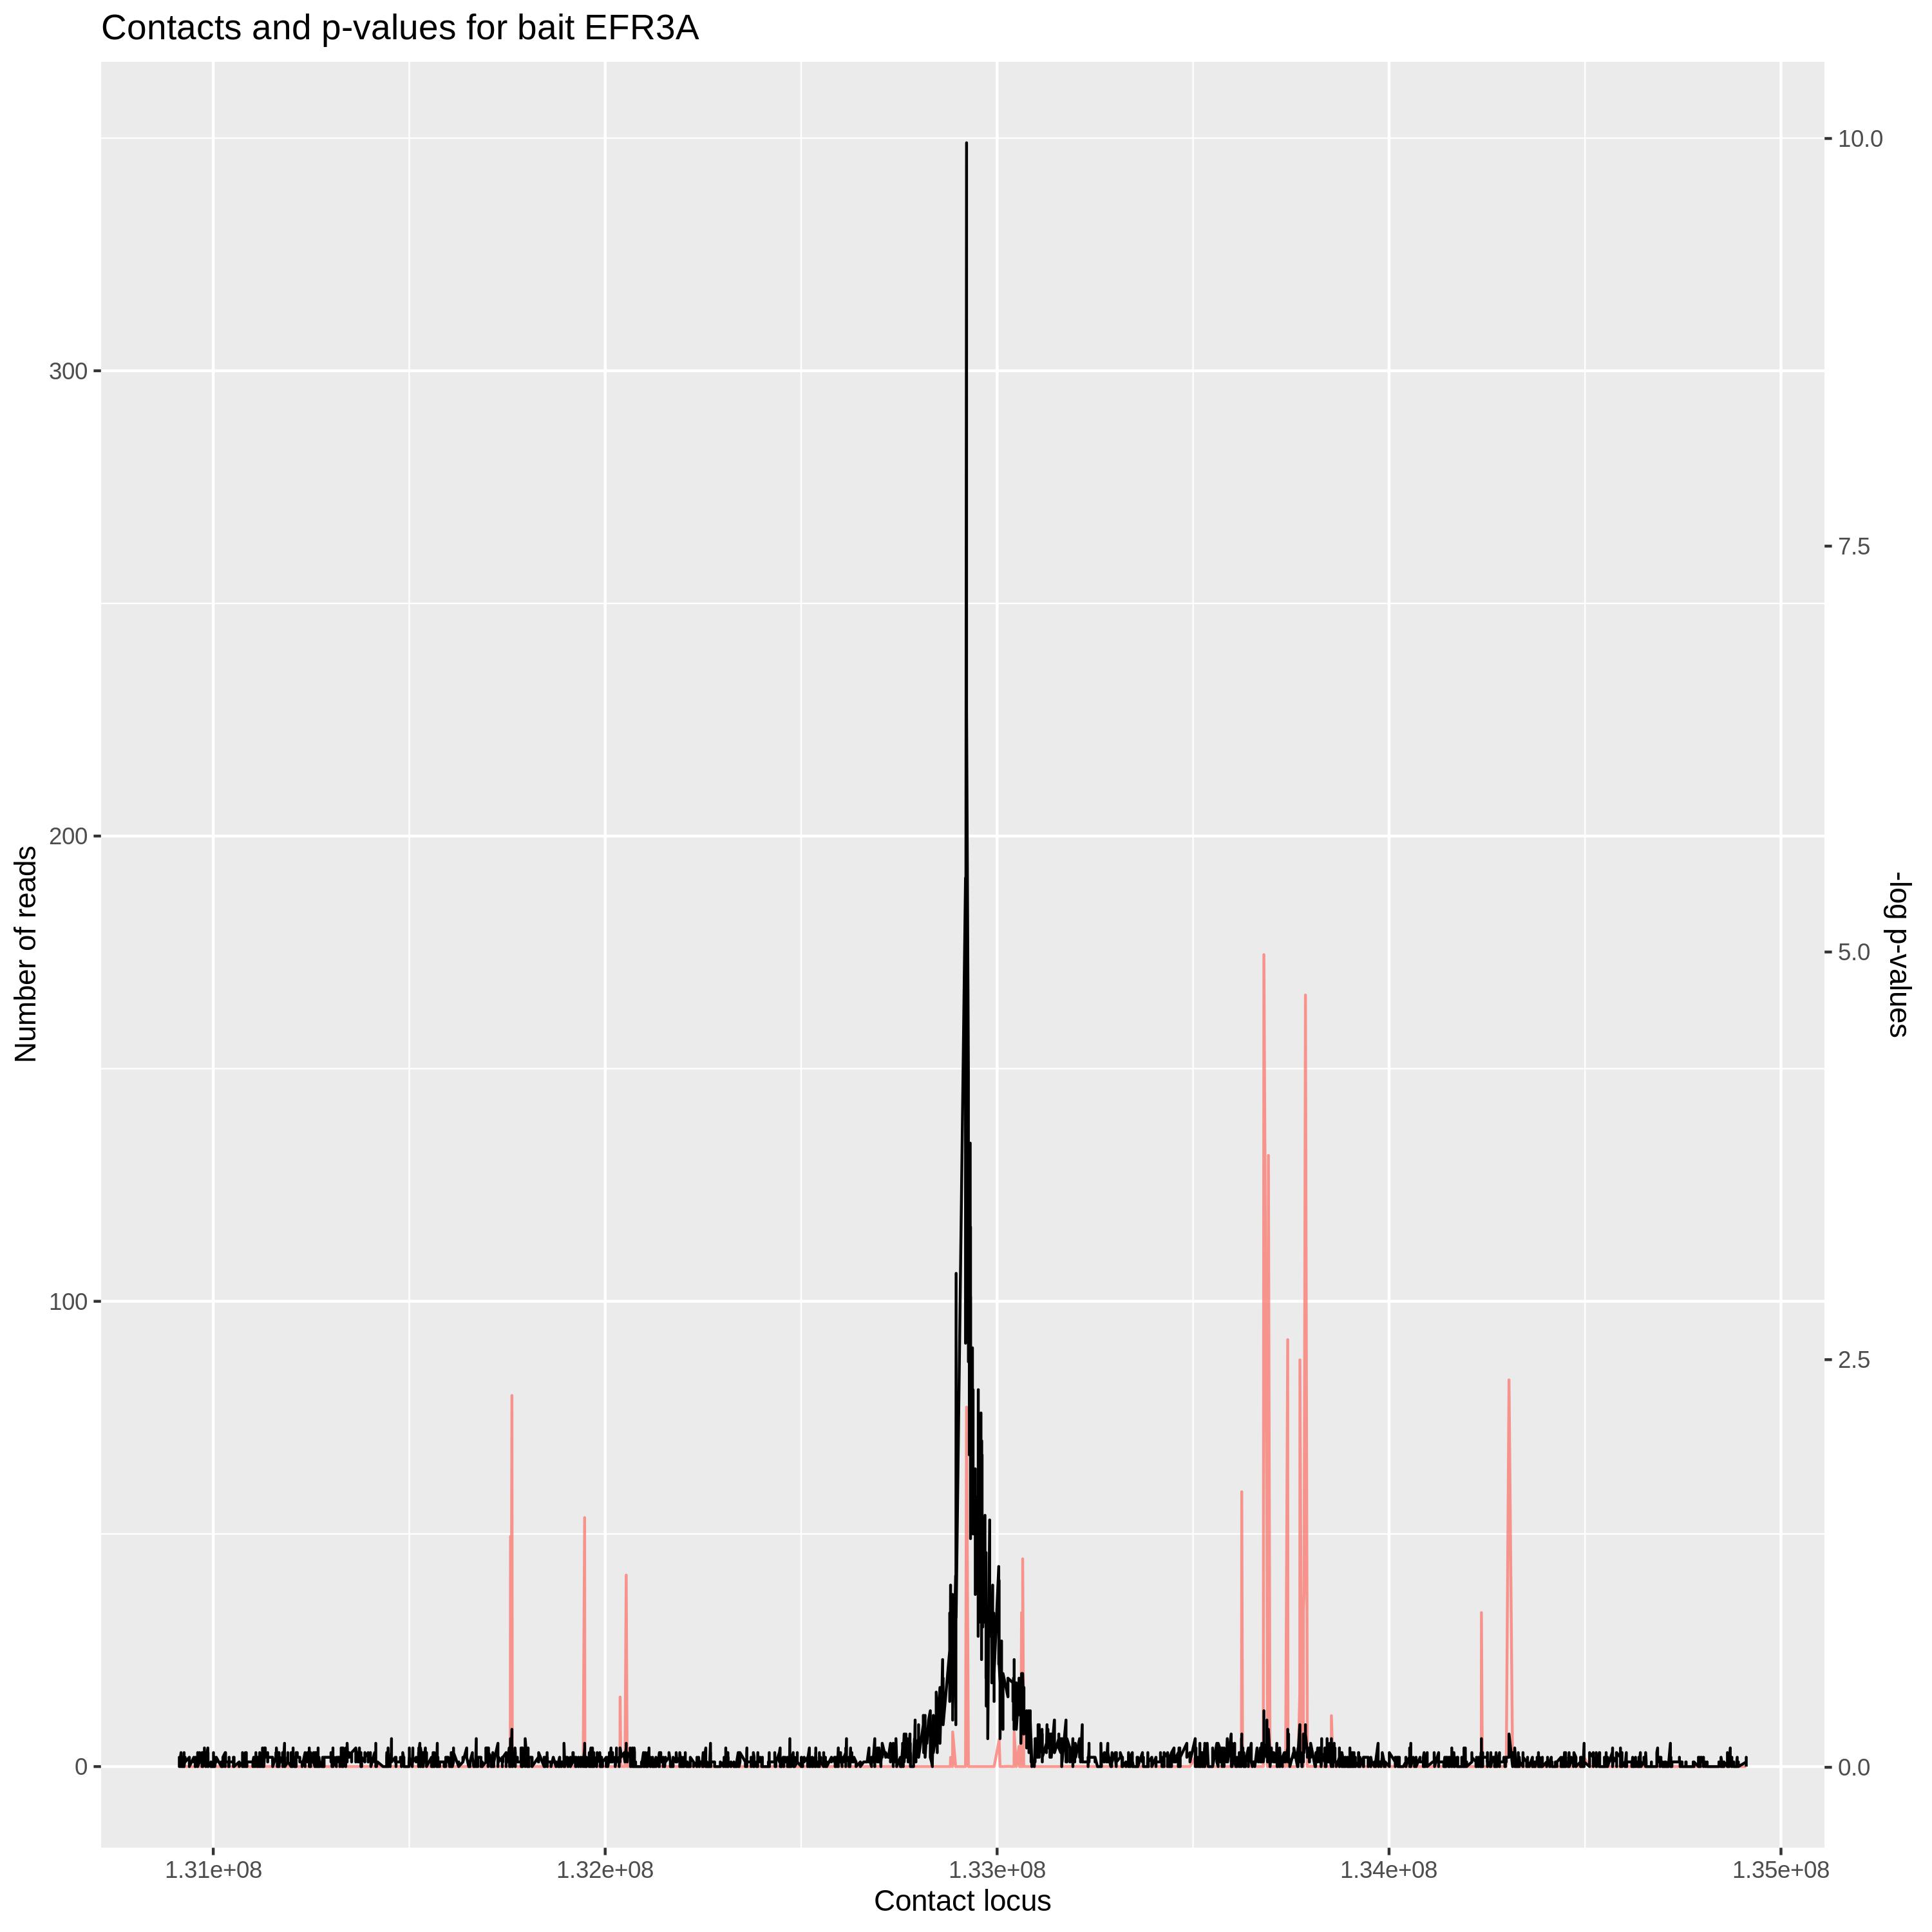 Contacts and p-values for bait EFR3A
10.0
300
7.5
200
Number of reads
-log p-values
5.0
100
2.5
0
0.0
1.31e+08 1.32e+08 1.33e+08 1.34e+08 1.35e+08
Contact locus